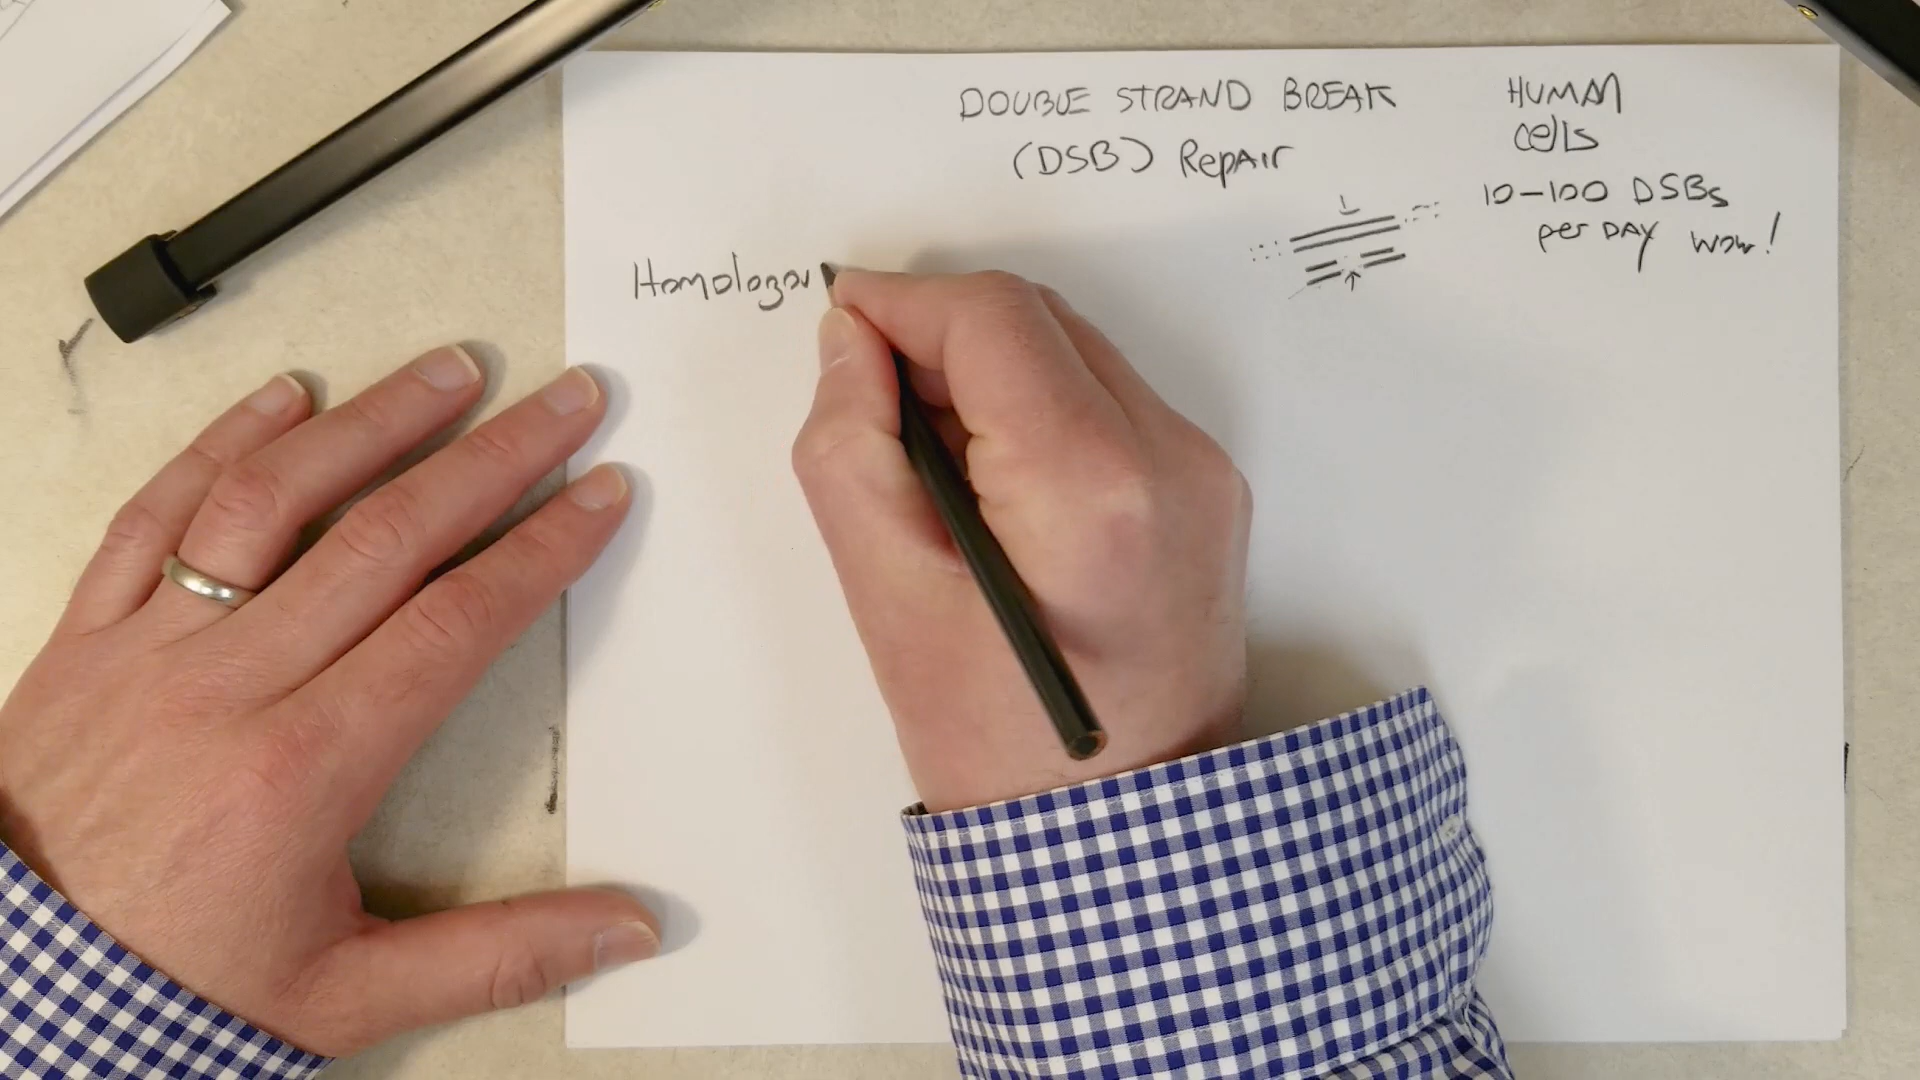 DOUBLE STRAND BREAK
(DSB) Repair
HUMAN
cells
10-100 DSBs
per DAY wow!
Homologou